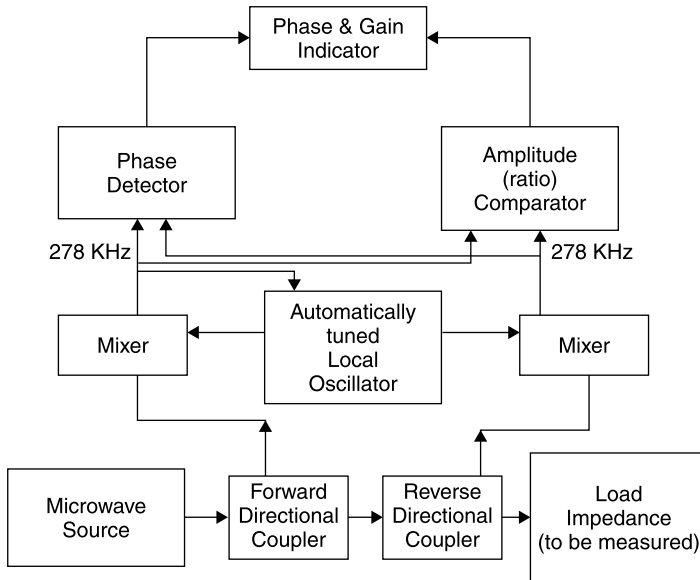 Phase & Gain
Indicator
Phase
Detector
Amplitude
(ratio)
Comparator
278 KHz
278 KHz
Mixer
Automatically
tuned
Local
Oscillator
Mixer
Microwave
Source
Forward
Directional
Coupler
Reverse
Directional
Coupler
Load
Impedance
(to be measured)